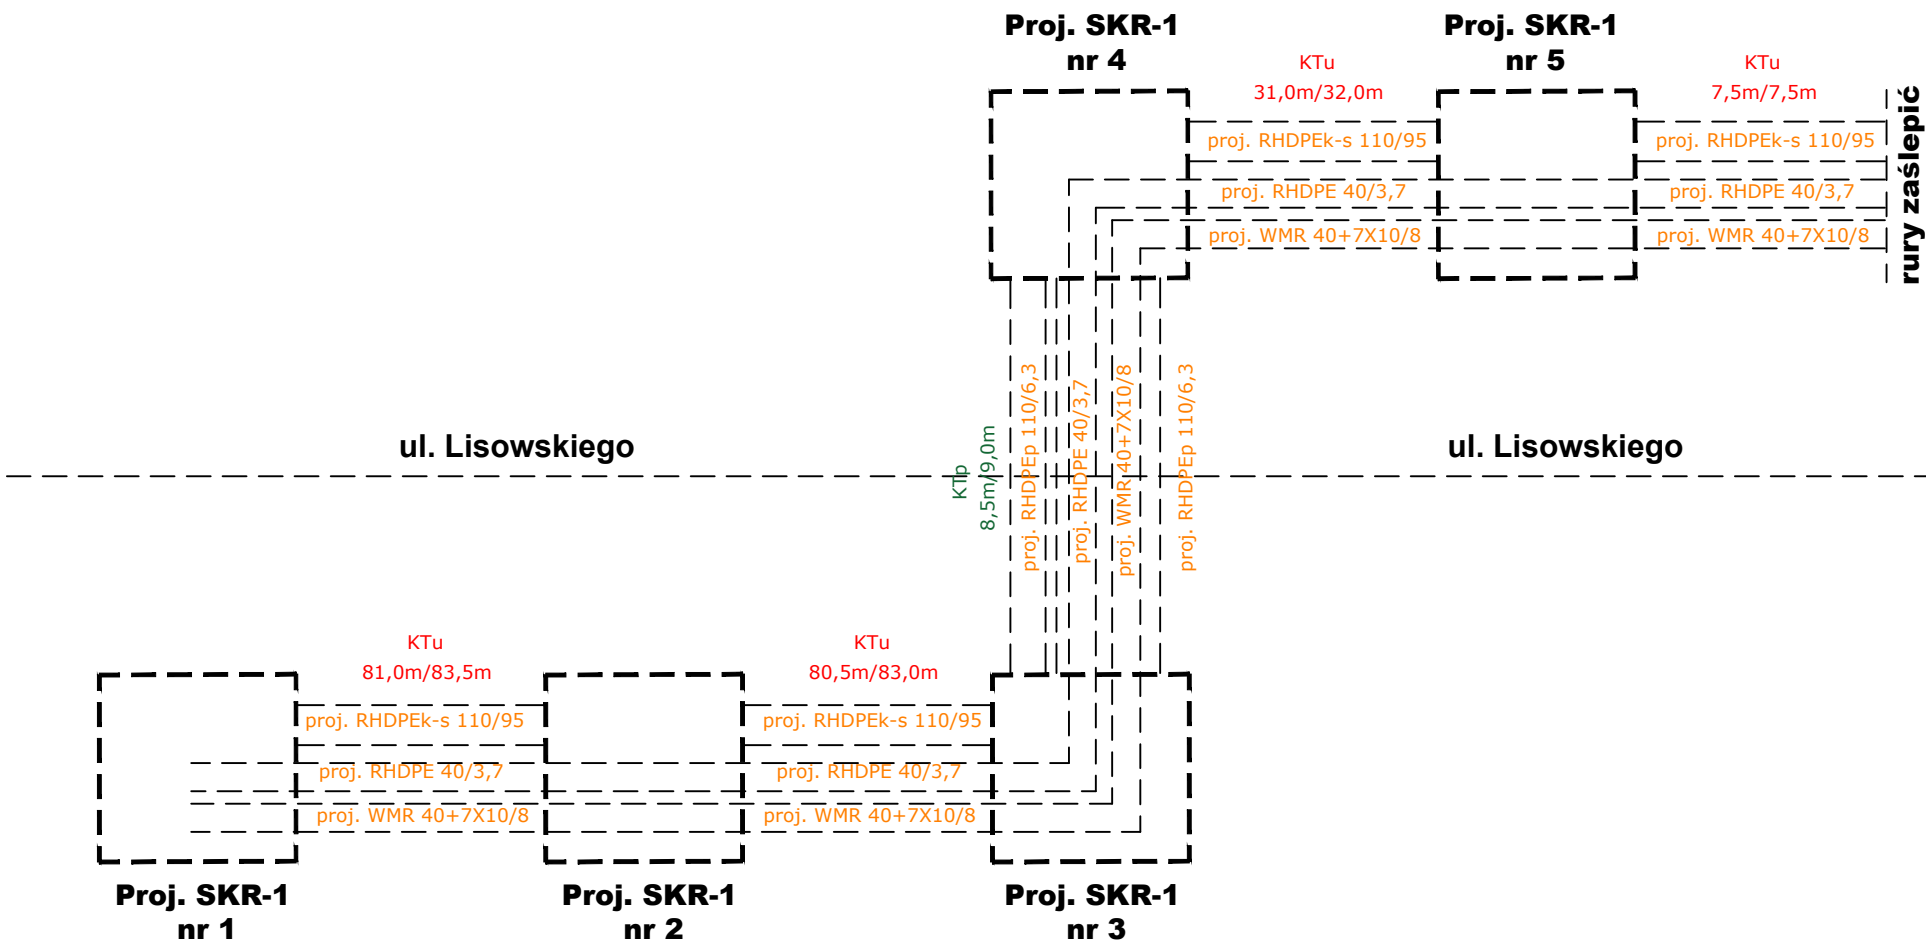 Proj. SKR-1
nr 4
Proj. SKR-1
nr 5
KTu
31,0m/32,0m
KTu
7,5m/7,5m
proj. RHDPEk-s 110/95
proj. RHDPEk-s 110/95
proj. RHDPE 40/3,7
proj. RHDPE 40/3,7
proj. WMR 40+7X10/8
proj. WMR 40+7X10/8
rury zaślepić
ul. Lisowskiego
KTp
8,5m/9,0m
proj. RHDPEp 110/6,3
proj. RHDPE 40/3,7
proj. WMR 40+7X10/8
proj. RHDPEp 110/6,3
ul. Lisowskiego
KTu
81,0m/83,5m
KTu
80,5m/83,0m
proj. RHDPEk-s 110/95
proj. RHDPEk-s 110/95
proj. RHDPE 40/3,7
proj. RHDPE 40/3,7
proj. WMR 40+7X10/8
proj. WMR 40+7X10/8
Proj. SKR-1
nr 1
Proj. SKR-1
nr 2
Proj. SKR-1
nr 3